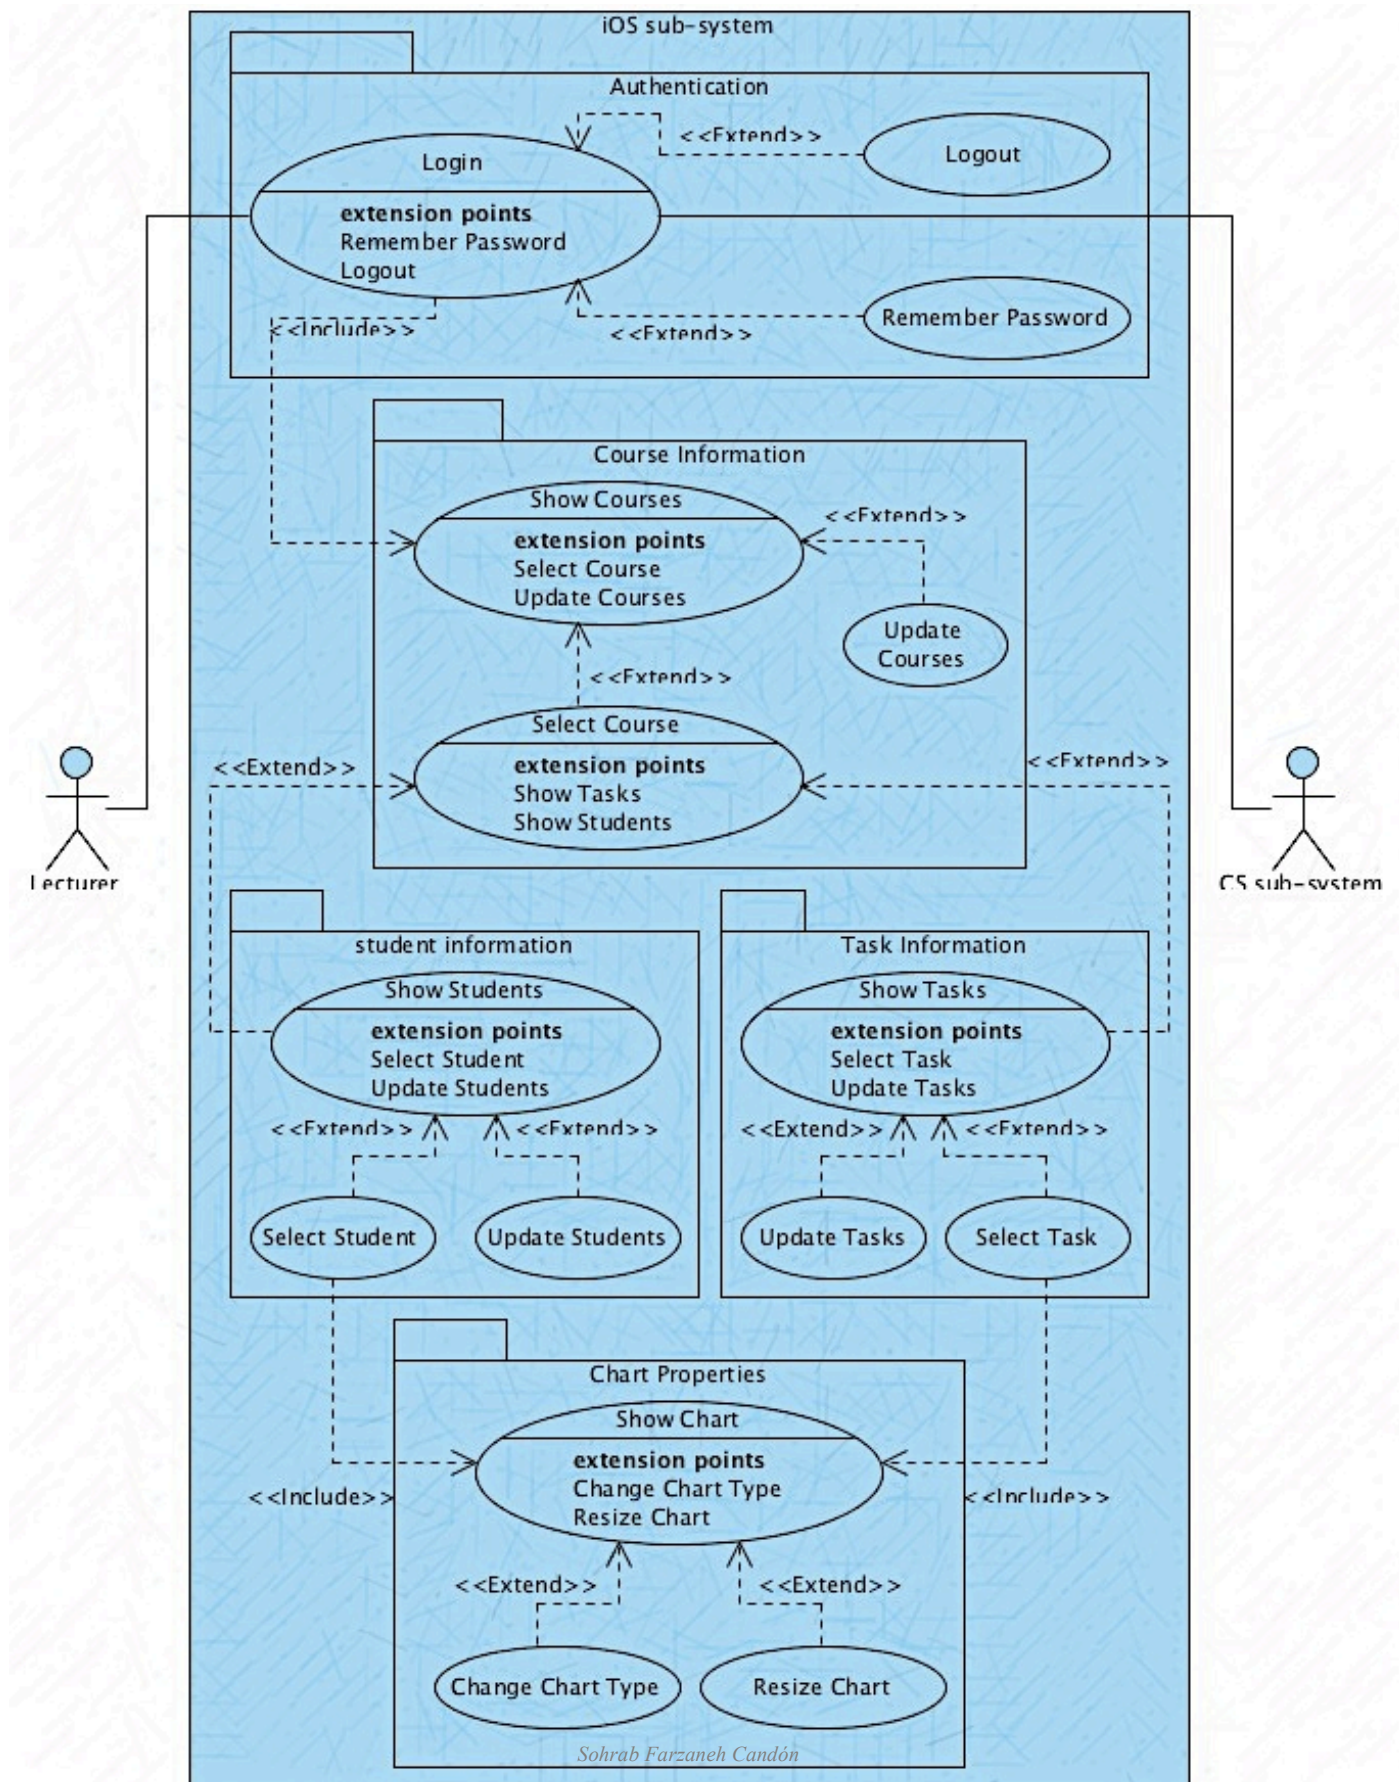 iOS sub-system
Authentication
Login
extension points
Remember Password
Logout
<<Extend>>
Logout
<<Extend>>
Remember Password
<<Include>>
Course Information
Show Courses
extension points
Select Course
Update Courses
<<Extend>>
Update
Courses
<<Extend>>
Select Course
extension points
Show Tasks
Show Students
<<Extend>>
<<Extend>>
Lecturer
CS sub-system
student information
Show Students
extension points
Select Student
Update Students
<<Extend>>
<<Extend>>
Select Student
Update Students
Task Information
Show Tasks
extension points
Select Task
Update Tasks
<<Extend>>
<<Extend>>
Update Tasks
Select Task
Chart Properties
Show Chart
extension points
Change Chart Type
Resize Chart
<<Include>>
<<Include>>
<<Extend>>
<<Extend>>
Change Chart Type
Resize Chart
Sohrab Farzaneh Candón